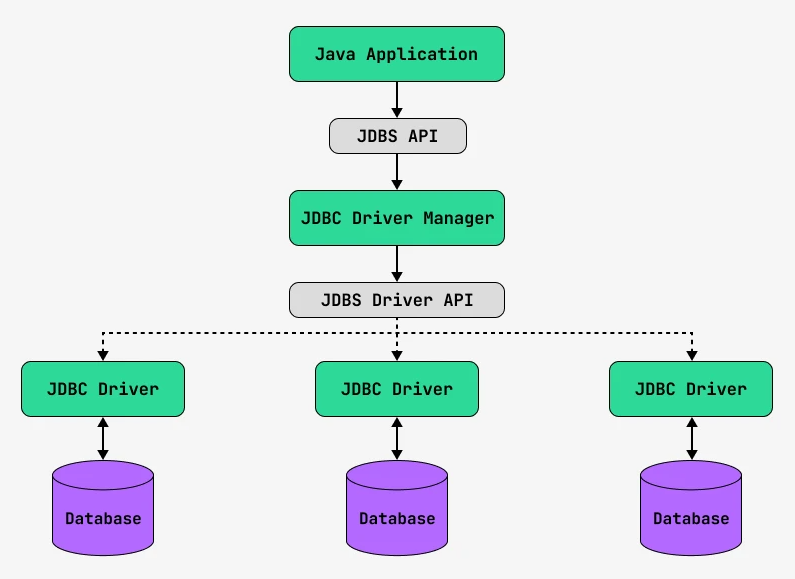 Java Application
JDBS API
JDBC Driver Manager
JDBS Driver API
JDBC Driver
JDBC Driver
JDBC Driver
Database
Database
Database